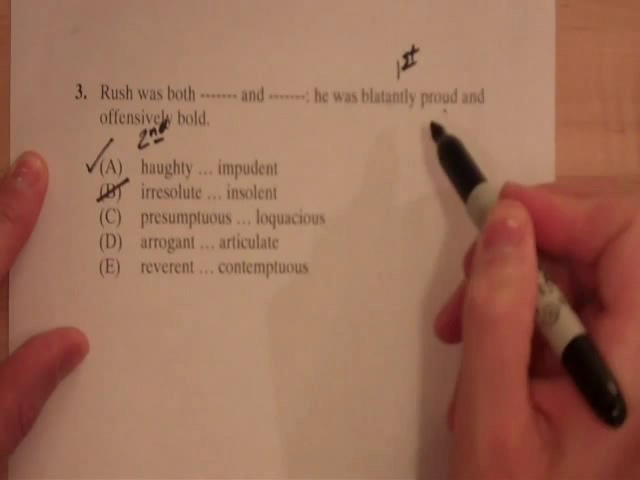 1st
3. Rush was both ------- and -------: he was blatantly proud and
offensively bold.
2nd
(A) haughty ... impudent
(B) irresolute ... insolent
(C) presumptuous ... loquacious
(D) arrogant ... articulate
(E) reverent ... contemptuous